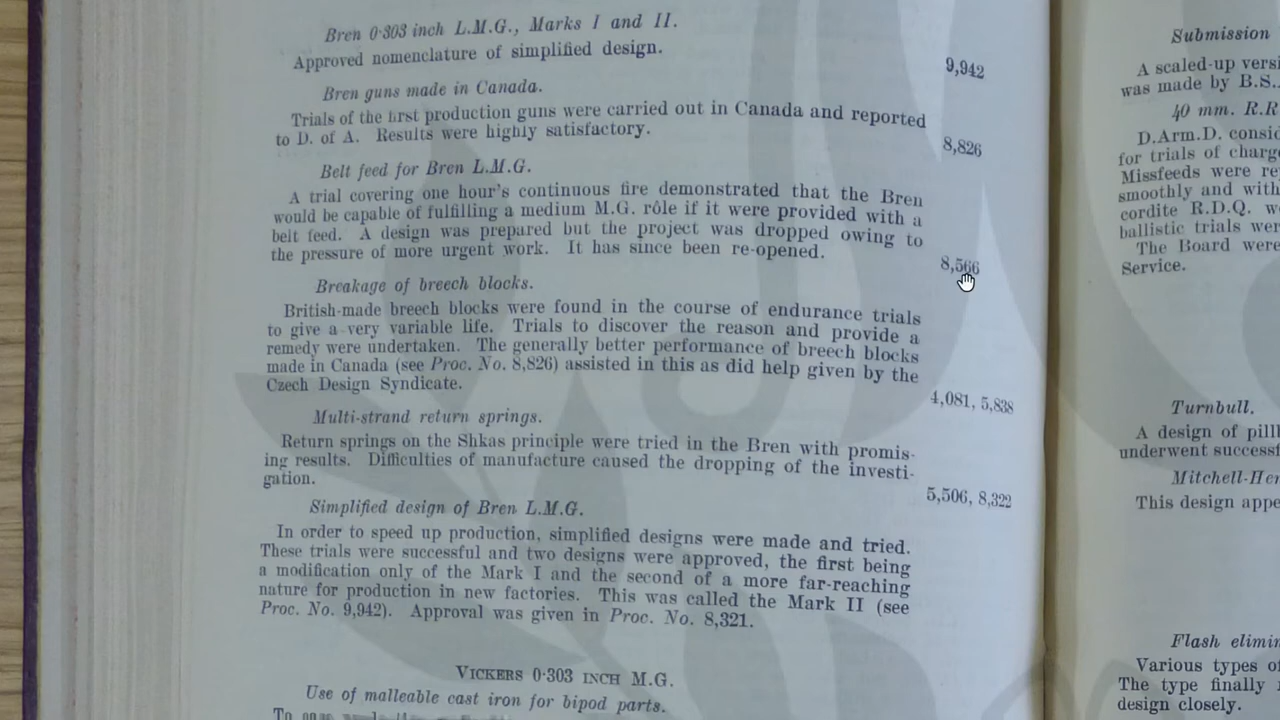 Bren 0·303 inch L.M.G., Marks I and II.
Approved nomenclature of simplified design.
9,942
Bren guns made in Canada.
Trials of the first production guns were carried out in Canada and reported
to D. of A. Results were highly satisfactory.
8,826
Belt feed for Bren L.M.G.
A trial covering one hour's continuous fire demonstrated that the Bren
would be capable of fulfilling a medium M.G. rôle if it were provided with a
belt feed. A design was prepared but the project was dropped owing to
the pressure of more urgent work. It has since been re-opened.
8,566
Breakage of breech blocks.
British-made breech blocks were found in the course of endurance trials
to give a very variable life. Trials to discover the reason and provide a
remedy were undertaken. The generally better performance of breech blocks
made in Canada (see Proc. No. 8,826) assisted in this as did help given by the
Czech Design Syndicate.
4,081, 5,838
Multi-strand return springs.
Return springs on the Shkas principle were tried in the Bren with promis-
ing results. Difficulties of manufacture caused the dropping of the investi-
gation.
5,506, 8,322
Simplified design of Bren L.M.G.
In order to speed up production, simplified designs were made and tried.
These trials were successful and two designs were approved, the first being
a modification only of the Mark I and the second of a more far-reaching
nature for production in new factories. This was called the Mark II (see
Proc. No. 9,942). Approval was given in Proc. No. 8,321.
VICKERS 0·303 INCH M.G.
Use of malleable cast iron for bipod parts.
Submission
A scaled-up
was made by B.S.
40 mm. R.R
D.Arm.D.
for trials of
Missfeeds were
smoothly and with
cordite R.D.Q.
ballistic trials
The Board were
Service.
Turnbull.
A design of
underwent
This design
Various types of
The type finally
design closely.